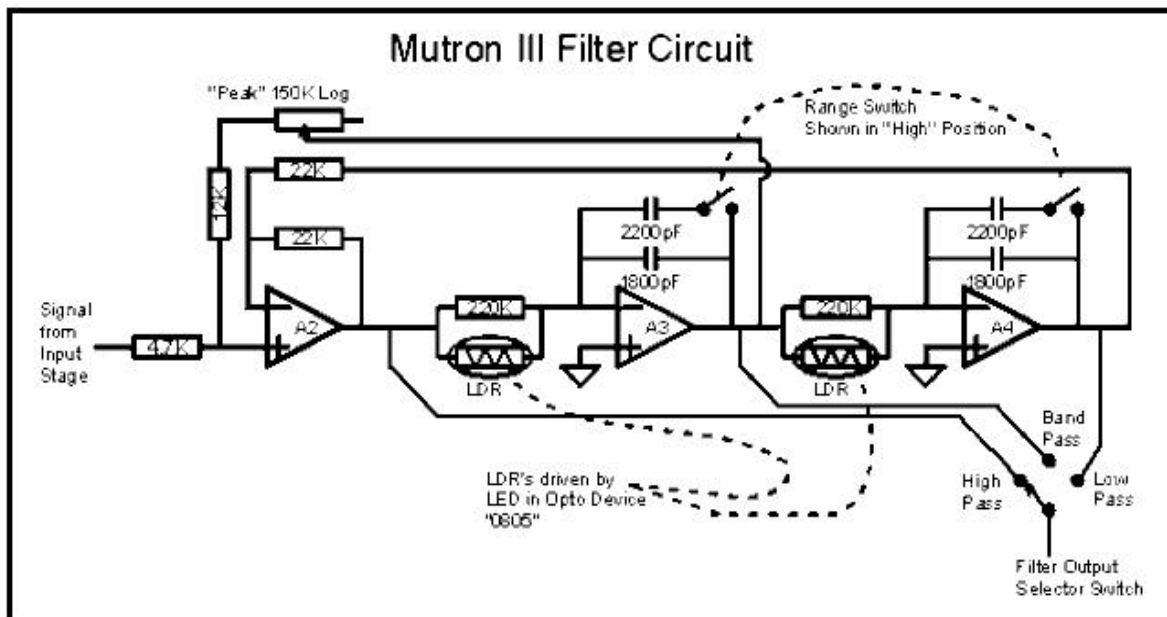 Mutron III Filter Circuit
"Peak" 150K Log
Range Switch
Shown in "High" Position
22K
12K
22K
2200pF
1800pF
2200pF
1800pF
Signal
from
Input
Stage
4.7K
A2
220K
LDR
A3
220K
LDR
A4
LDR's driven by
LED in Opto Device
"0805"
Band
Pass
High
Pass
Low
Pass
Filter Output
Selector Switch